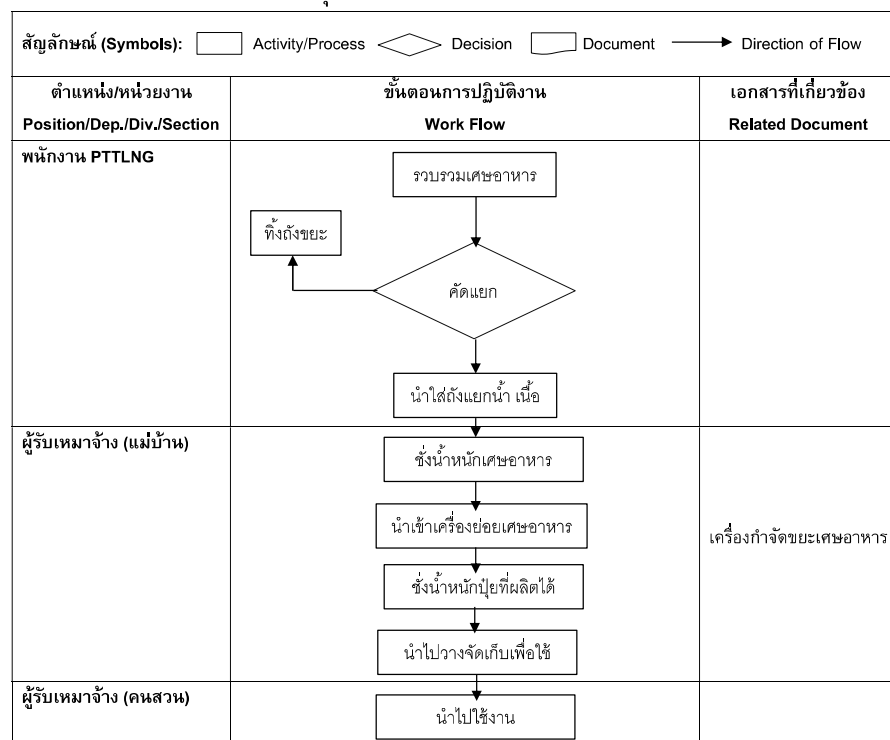 สัญลักษณ์ (Symbols): Activity/Process Decision Document Direction of Flow
ตำแหน่ง/หน่วยงาน ขั้นตอนการปฏิบัติงาน เอกสารที่เกี่ยวข้อง
Position/Dep./Div./Section Work Flow Related Document
พนักงาน PTTLNG
รวบรวมเศษอาหาร
ทิ้งถังขยะ
คัดแยก
นำใส่ถังแยกน้ำ เนื้อ
ผู้รับเหมาจ้าง (แม่บ้าน)
ชั่งน้ำหนักเศษอาหาร
นำเข้าเครื่องย่อยเศษอาหาร
เครื่องกำจัดขยะเศษอาหาร
ชั่งน้ำหนักปุ๋ยที่ผลิตได้
นำไปวางจัดเก็บเพื่อใช้
ผู้รับเหมาจ้าง (คนสวน)
นำไปใช้งาน